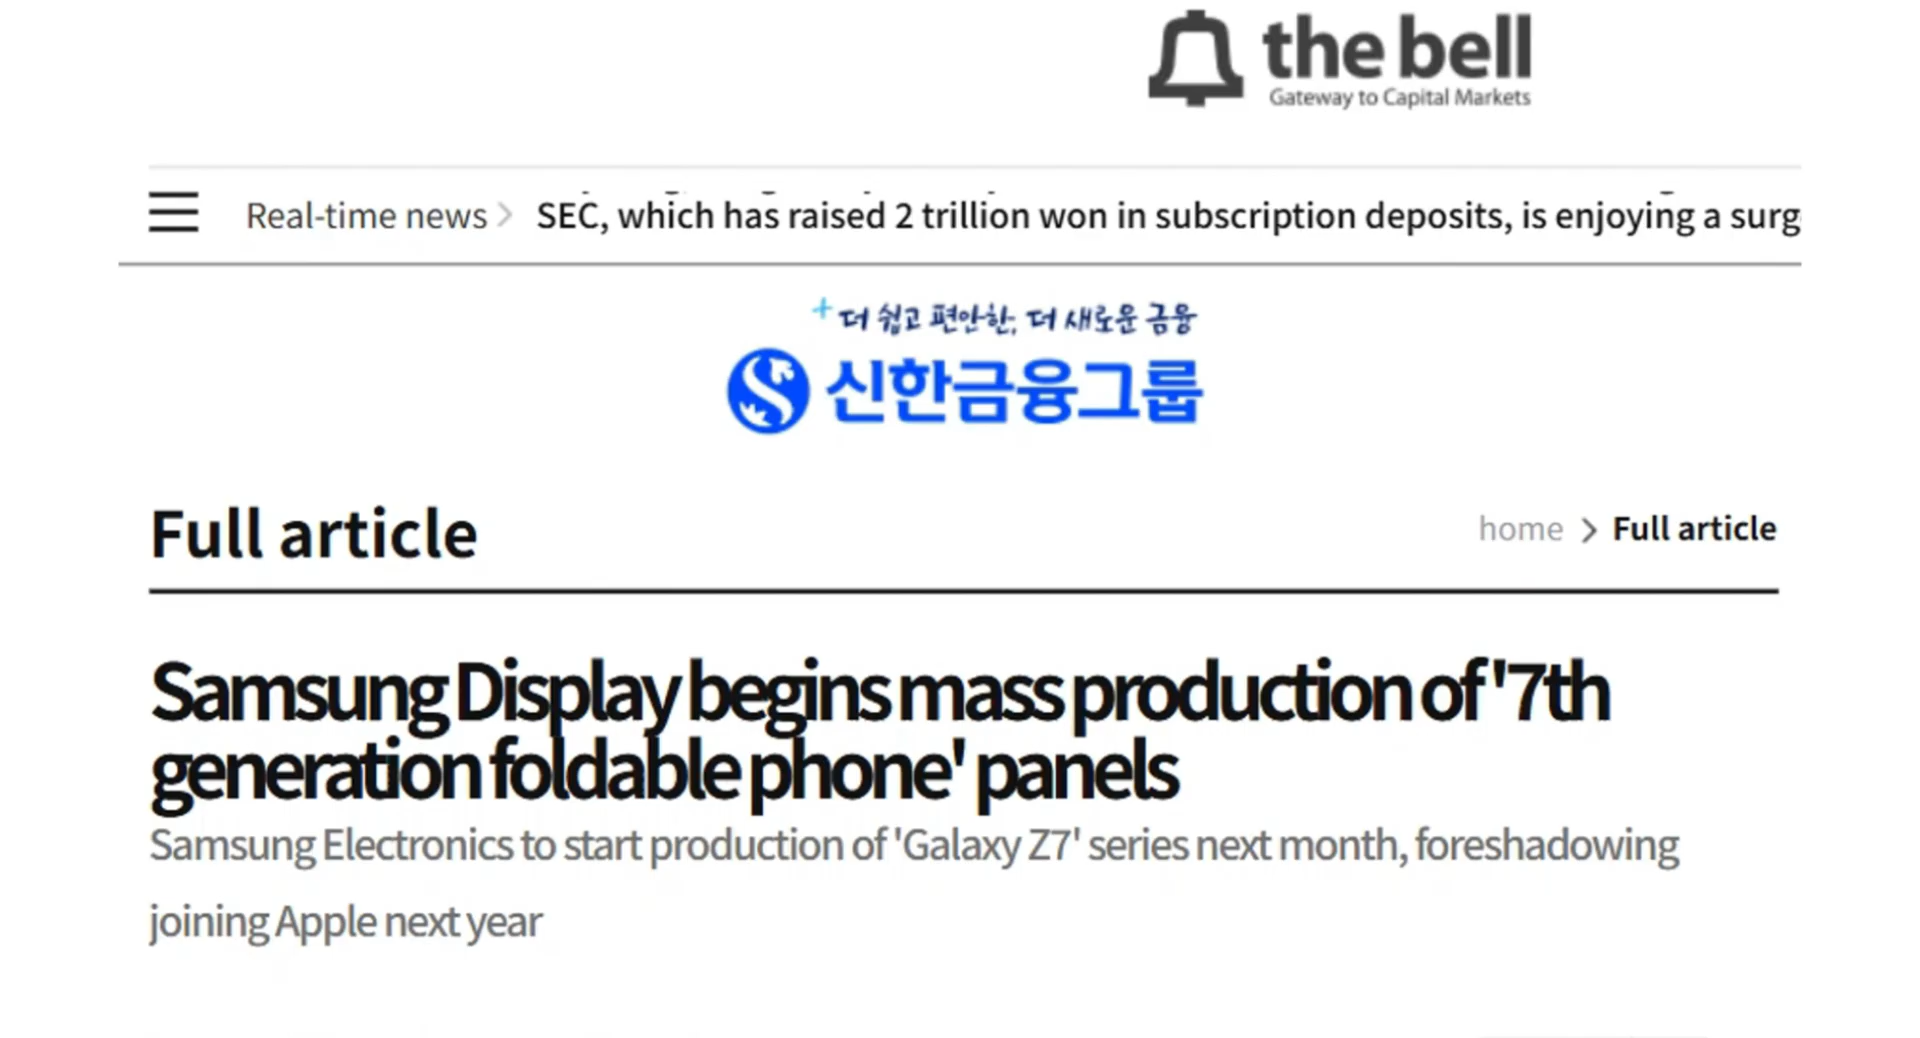 the bell
Gateway to Capital Markets
Real-time news
SEC, which has raised 2 trillion won in subscription deposits, is enjoying a surg
더 쉽고 편안한, 더 새로운 금융
신한금융그룹
Full article
home > Full article
Samsung Display begins mass production of '7th
generation foldable phone' panels
Samsung Electronics to start production of 'Galaxy Z7' series next month, foreshadowing
joining Apple next year